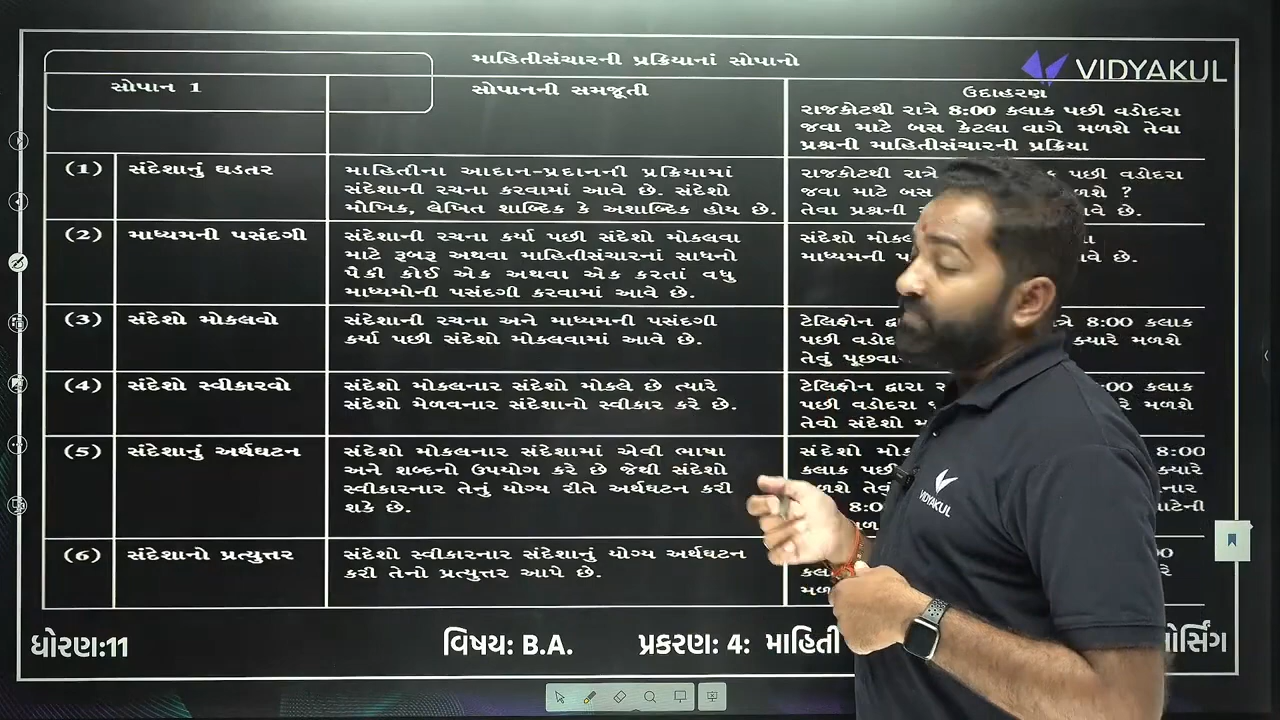 માહિતીસંચારની પ્રક્રિયાનાં સોપાનો
VIDYAKUL
સોપાન 1
સોપાનની સમજૂતી
ઉદાહરણ
રાજકોટથી રાત્રે 8:00 કલાક પછી વડોદરા
જવા માટે બસ કેટલા વાગે મળશે તેવા
પ્રશ્નની માહિતીસંચારની પ્રક્રિયા
(1) સંદેશાનું ઘડતર
માહિતીના આદાન-પ્રદાનની પ્રક્રિયામાં
સંદેશાની રચના કરવામાં આવે છે. સંદેશો
મૌખિક, લેખિત શાબ્દિક કે અશાબ્દિક હોય છે.
રાજકોટથી રાત્રે પછી વડોદરા
જવા માટે બસ મળશે ?
તેવા પ્રશ્નની આવે છે.
(2) માધ્યમની પસંદગી
સંદેશાની રચના કર્યા પછી સંદેશો મોકલવા
માટે રૂબરૂ અથવા માહિતીસંચારનાં સાધનો
પૈકી કોઈ એક અથવા એક કરતાં વધુ
માધ્યમોની પસંદગી કરવામાં આવે છે.
સંદેશો
માધ્યમની છે.
(3) સંદેશો મોકલવો
સંદેશાની રચના અને માધ્યમની પસંદગી
કર્યા પછી સંદેશો મોકલવામાં આવે છે.
ટેલિફોન 8:00 કલાક
પછી ક્યારે મળશે
તેવું
(4) સંદેશો સ્વીકારવો
સંદેશો મોકલનાર સંદેશો મોકલે છે ત્યારે
સંદેશો મેળવનાર સંદેશાનો સ્વીકાર કરે છે.
ટેલિફોન દ્વારા કલાક
પછી વડોદરા મળશે
તેવો સંદેશો
(5) સંદેશાનું અર્થઘટન
સંદેશો મોકલનાર સંદેશામાં એવી ભાષા
અને શબ્દનો ઉપયોગ કરે છે જેથી સંદેશો
સ્વીકારનાર તેનું યોગ્ય રીતે અર્થઘટન કરી
શકે છે.
સંદેશો 8:00
કલાક ક્યારે
(6) સંદેશાનો પ્રત્યુત્તર
સંદેશો સ્વીકારનાર સંદેશાનું યોગ્ય અર્થઘટન
કરી તેનો પ્રત્યુત્તર આપે છે.
VIDYAKUL
ધોરણ:11 વિષય: B.A. પ્રકરણ: 4: માહિતી